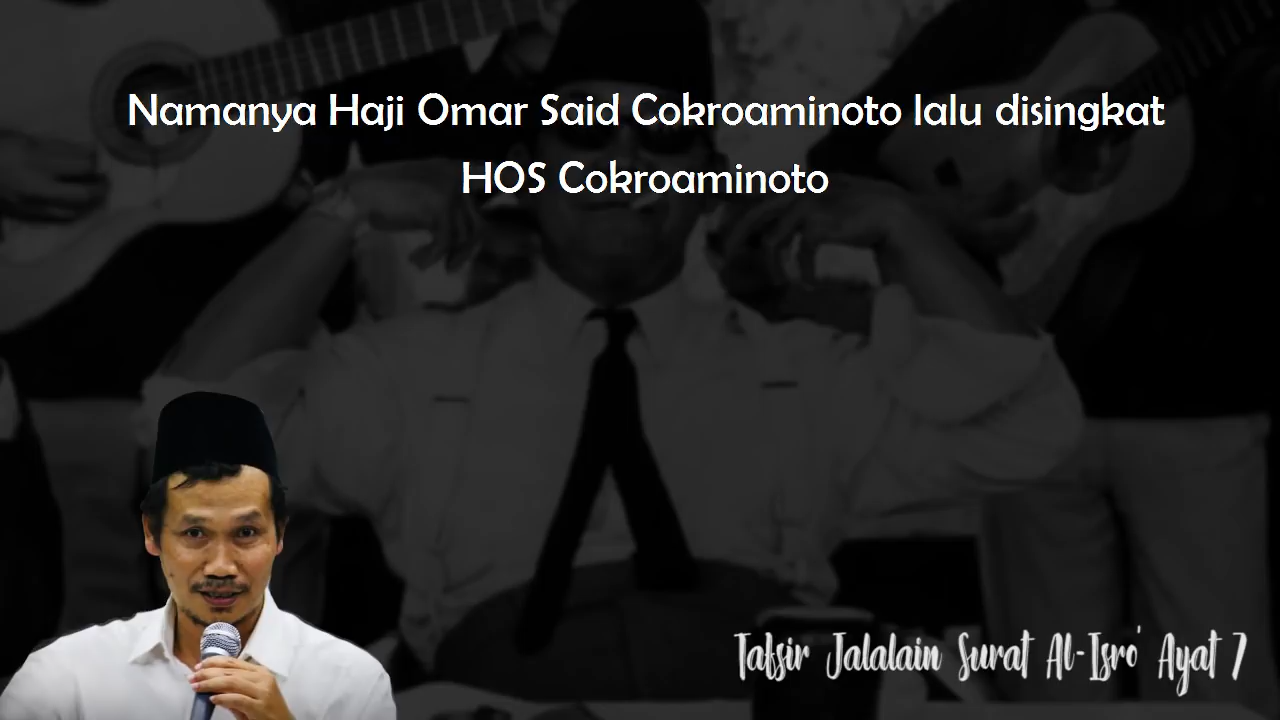 Namanya Haji Omar Said Cokroaminoto lalu disingkat
HOS Cokroaminoto
Tafsir Jalalain Surat Al-Isro' Ayat 7